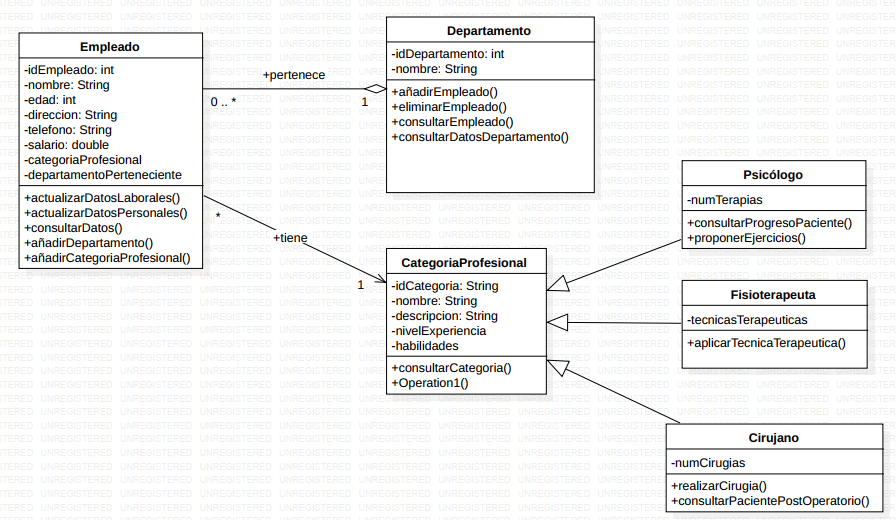 Empleado
-idEmpleado: int
-nombre: String
-edad: int
-direccion: String
-telefono: String
-salario: double
-categoriaProfesional
-departamentoPerteneciente
+actualizarDatosLaborales()
+actualizarDatosPersonales()
+consultarDatos()
+añadirDepartamento()
+añadirCategoriaProfesional()
+pertenece
0 .. *
1
Departamento
-idDepartamento: int
-nombre: String
+añadirEmpleado()
+eliminarEmpleado()
+consultarEmpleado()
+consultarDatosDepartamento()
*
+tiene
1
CategoriaProfesional
-idCategoria: String
-nombre: String
-descripcion: String
-nivelExperiencia
-habilidades
+consultarCategoria()
+Operation1()
Psicólogo
-numTerapias
+consultarProgresoPaciente()
+proponerEjercicios()
Fisioterapeuta
-tecnicasTerapeuticas
+aplicarTecnicaTerapeutica()
Cirujano
-numCirugias
+realizarCirugia()
+consultarPacientePostOperatorio()
UNREGISTERED